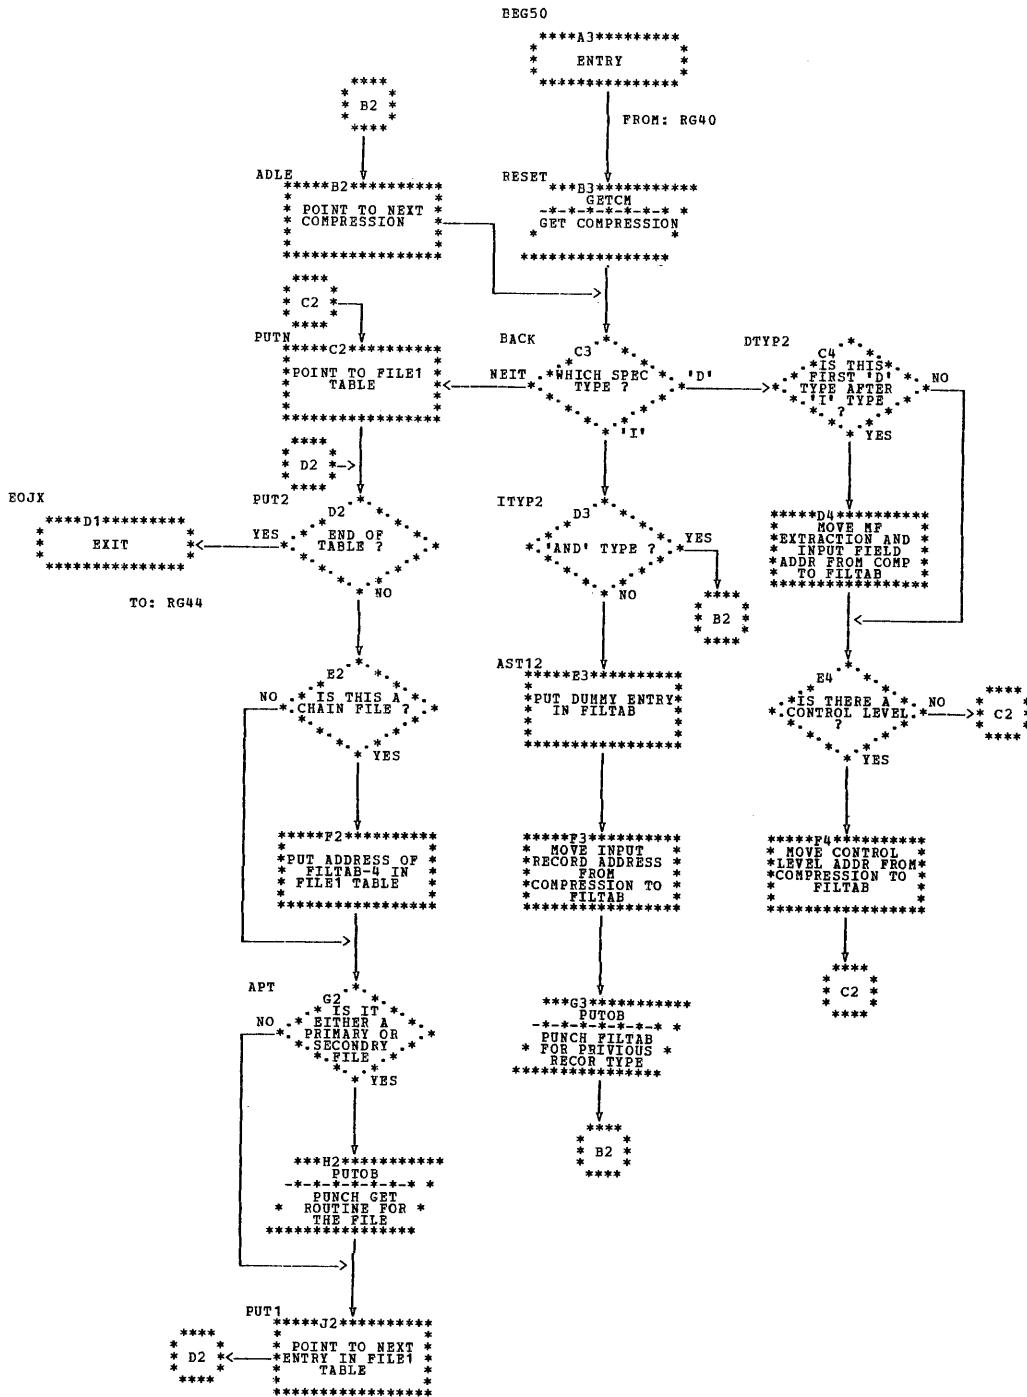 BEG50
A3
ENTRY
FROM: RG40
B2
ADLE
B2
POINT TO NEXT
COMPRESSION
RESET
B3
GETCM
GET COMPRESSION
C2
PUTN
C2
POINT TO FILE1
TABLE
BACK
C3
WHICH SPEC
TYPE ?
NEIT
'D'
'I'
DTYP2
C4
IS THIS
FIRST 'D'
TYPE AFTER
'I' TYPE
?
NO
YES
D2
EOJX
D1
EXIT
TO: RG44
PUT2
D2
END OF
TABLE ?
YES
NO
ITYP2
D3
'AND' TYPE ?
YES
NO
B2
D4
MOVE MF
EXTRACTION AND
INPUT FIELD
ADDR FROM COMP
TO FILTAB
E2
IS THIS A
CHAIN FILE ?
NO
YES
AST12
E3
PUT DUMMY ENTRY
IN FILTAB
E4
IS THERE A
CONTROL LEVEL
?
NO
YES
C2
F2
PUT ADDRESS OF
FILTAB-4 IN
FILE1 TABLE
F3
MOVE INPUT
RECORD ADDRESS
FROM
COMPRESSION TO
FILTAB
F4
MOVE CONTROL
LEVEL ADDR FROM
COMPRESSION TO
FILTAB
C2
APT
G2
IS IT
EITHER A
PRIMARY OR
SECONDRY
FILE
NO
YES
G3
PUTOB
PUNCH FILTAB
FOR PRIVIOUS
RECOR TYPE
B2
H2
PUTOB
PUNCH GET
ROUTINE FOR
THE FILE
PUT1
J2
POINT TO NEXT
ENTRY IN FILE1
TABLE
D2